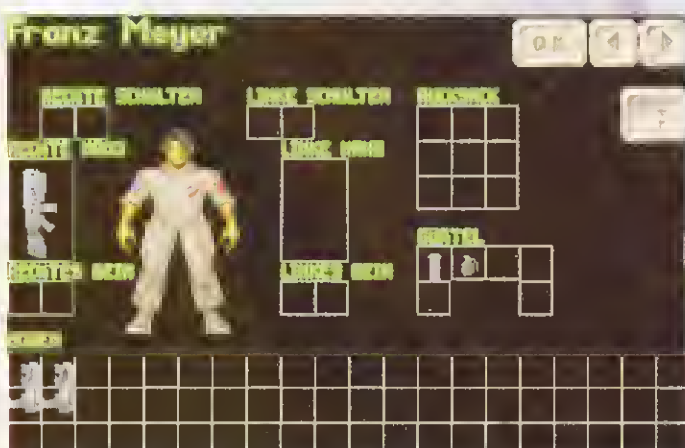 Franz Meyer
OK
RECHTE SCHULTER
LINKE SCHULTER
RUCKSACK
RECHTE HAND
LINKE HAND
GÜRTEL
RECHTES BEIN
LINKES BEIN